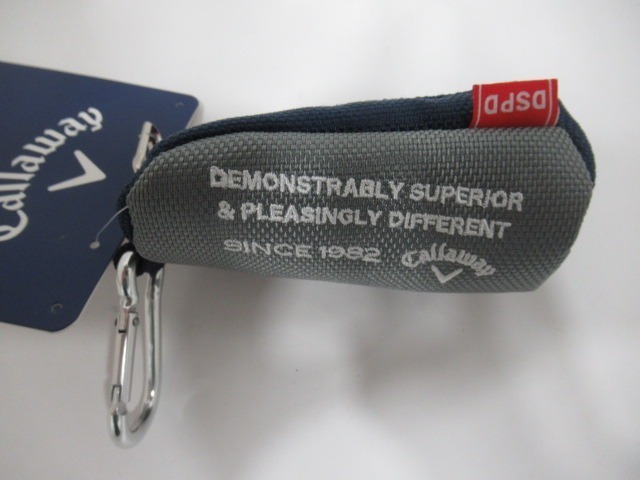 Callaway
DSPD
DEMONSTRABLY SUPERIOR
& PLEASINGLY DIFFERENT
SINCE 1982
Callaway